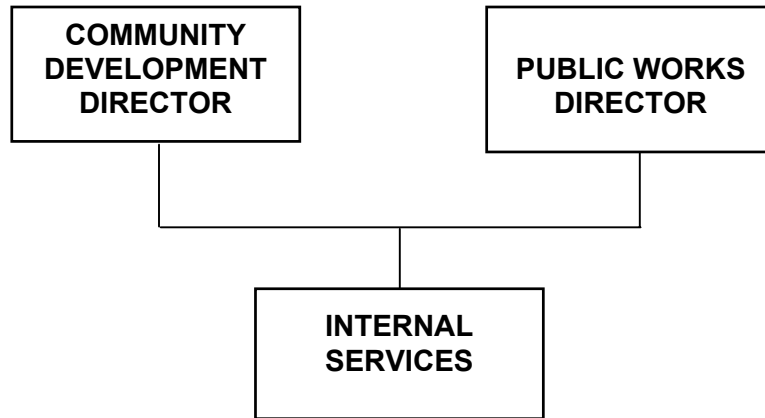 COMMUNITY
DEVELOPMENT
DIRECTOR
PUBLIC WORKS
DIRECTOR
INTERNAL
SERVICES